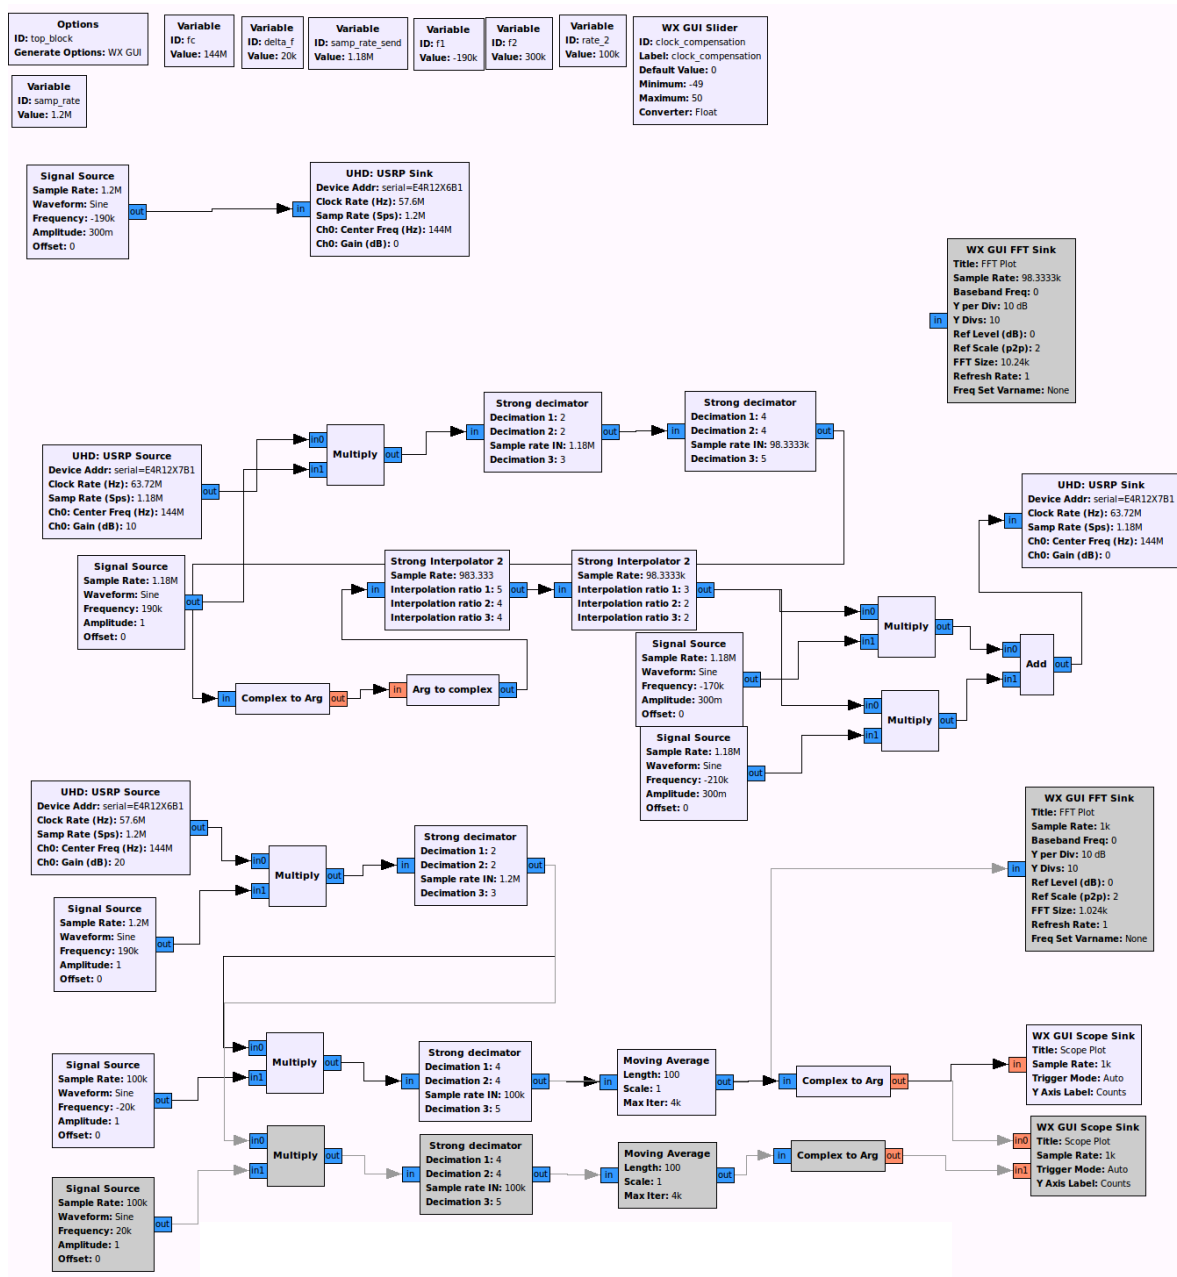 Options
ID: top_block
Generate Options: WX GUI
Variable
ID: fc
Value: 144M
Variable
ID: delta_f
Value: 20k
Variable
ID: samp_rate_send
Value: 1.18M
Variable
ID: f1
Value: -190k
Variable
ID: f2
Value: 300k
Variable
ID: rate_2
Value: 100k
WX GUI Slider
ID: clock_compensation
Label: clock_compensation
Default Value: 0
Minimum: -49
Maximum: 50
Converter: Float
Variable
ID: samp_rate
Value: 1.2M
Signal Source
Sample Rate: 1.2M
Waveform: Sine
Frequency: -190k
Amplitude: 300m
Offset: 0
out
in
UHD: USRP Sink
Device Addr: serial=E4R12X6B1
Clock Rate (Hz): 57.6M
Samp Rate (Sps): 1.2M
Ch0: Center Freq (Hz): 144M
Ch0: Gain (dB): 0
in
WX GUI FFT Sink
Title: FFT Plot
Sample Rate: 98.3333k
Baseband Freq: 0
Y per Div: 10 dB
Y Divs: 10
Ref Level (dB): 0
Ref Scale (p2p): 2
FFT Size: 10.24k
Refresh Rate: 1
Freq Set Varname: None
UHD: USRP Source
Device Addr: serial=E4R12X7B1
Clock Rate (Hz): 63.72M
Samp Rate (Sps): 1.18M
Ch0: Center Freq (Hz): 144M
Ch0: Gain (dB): 10
out
in0
in1
Multiply
out
in
Strong decimator
Decimation 1: 2
Decimation 2: 2
Sample rate IN: 1.18M
Decimation 3: 3
out
in
Strong decimator
Decimation 1: 4
Decimation 2: 4
Sample rate IN: 98.3333k
Decimation 3: 5
out
Signal Source
Sample Rate: 1.18M
Waveform: Sine
Frequency: 190k
Amplitude: 1
Offset: 0
out
in
Strong Interpolator 2
Sample Rate: 983.333
Interpolation ratio 1: 5
Interpolation ratio 2: 4
Interpolation ratio 3: 4
out
in
Strong Interpolator 2
Sample Rate: 98.3333k
Interpolation ratio 1: 3
Interpolation ratio 2: 2
Interpolation ratio 3: 2
out
in
UHD: USRP Sink
Device Addr: serial=E4R12X7B1
Clock Rate (Hz): 63.72M
Samp Rate (Sps): 1.18M
Ch0: Center Freq (Hz): 144M
Ch0: Gain (dB): 0
in
Complex to Arg
out
in
Arg to complex
out
Signal Source
Sample Rate: 1.18M
Waveform: Sine
Frequency: -170k
Amplitude: 300m
Offset: 0
out
in0
in1
Multiply
out
Signal Source
Sample Rate: 1.18M
Waveform: Sine
Frequency: -210k
Amplitude: 300m
Offset: 0
out
in0
in1
Multiply
out
in0
in1
Add
out
UHD: USRP Source
Device Addr: serial=E4R12X6B1
Clock Rate (Hz): 57.6M
Samp Rate (Sps): 1.2M
Ch0: Center Freq (Hz): 144M
Ch0: Gain (dB): 20
out
in0
in1
Multiply
out
in
Strong decimator
Decimation 1: 2
Decimation 2: 2
Sample rate IN: 1.2M
Decimation 3: 3
out
Signal Source
Sample Rate: 1.2M
Waveform: Sine
Frequency: 190k
Amplitude: 1
Offset: 0
out
in
WX GUI FFT Sink
Title: FFT Plot
Sample Rate: 1k
Baseband Freq: 0
Y per Div: 10 dB
Y Divs: 10
Ref Level (dB): 0
Ref Scale (p2p): 2
FFT Size: 1.024k
Refresh Rate: 1
Freq Set Varname: None
Signal Source
Sample Rate: 100k
Waveform: Sine
Frequency: -20k
Amplitude: 1
Offset: 0
out
in0
in1
Multiply
out
in
Strong decimator
Decimation 1: 4
Decimation 2: 4
Sample rate IN: 100k
Decimation 3: 5
out
in
Moving Average
Length: 100
Scale: 1
Max Iter: 4k
out
in
Complex to Arg
out
in
WX GUI Scope Sink
Title: Scope Plot
Sample Rate: 1k
Trigger Mode: Auto
Y Axis Label: Counts
Signal Source
Sample Rate: 100k
Waveform: Sine
Frequency: 20k
Amplitude: 1
Offset: 0
out
in0
in1
Multiply
out
in
Strong decimator
Decimation 1: 4
Decimation 2: 4
Sample rate IN: 100k
Decimation 3: 5
out
in
Moving Average
Length: 100
Scale: 1
Max Iter: 4k
out
in
Complex to Arg
out
in0
in1
WX GUI Scope Sink
Title: Scope Plot
Sample Rate: 1k
Trigger Mode: Auto
Y Axis Label: Counts